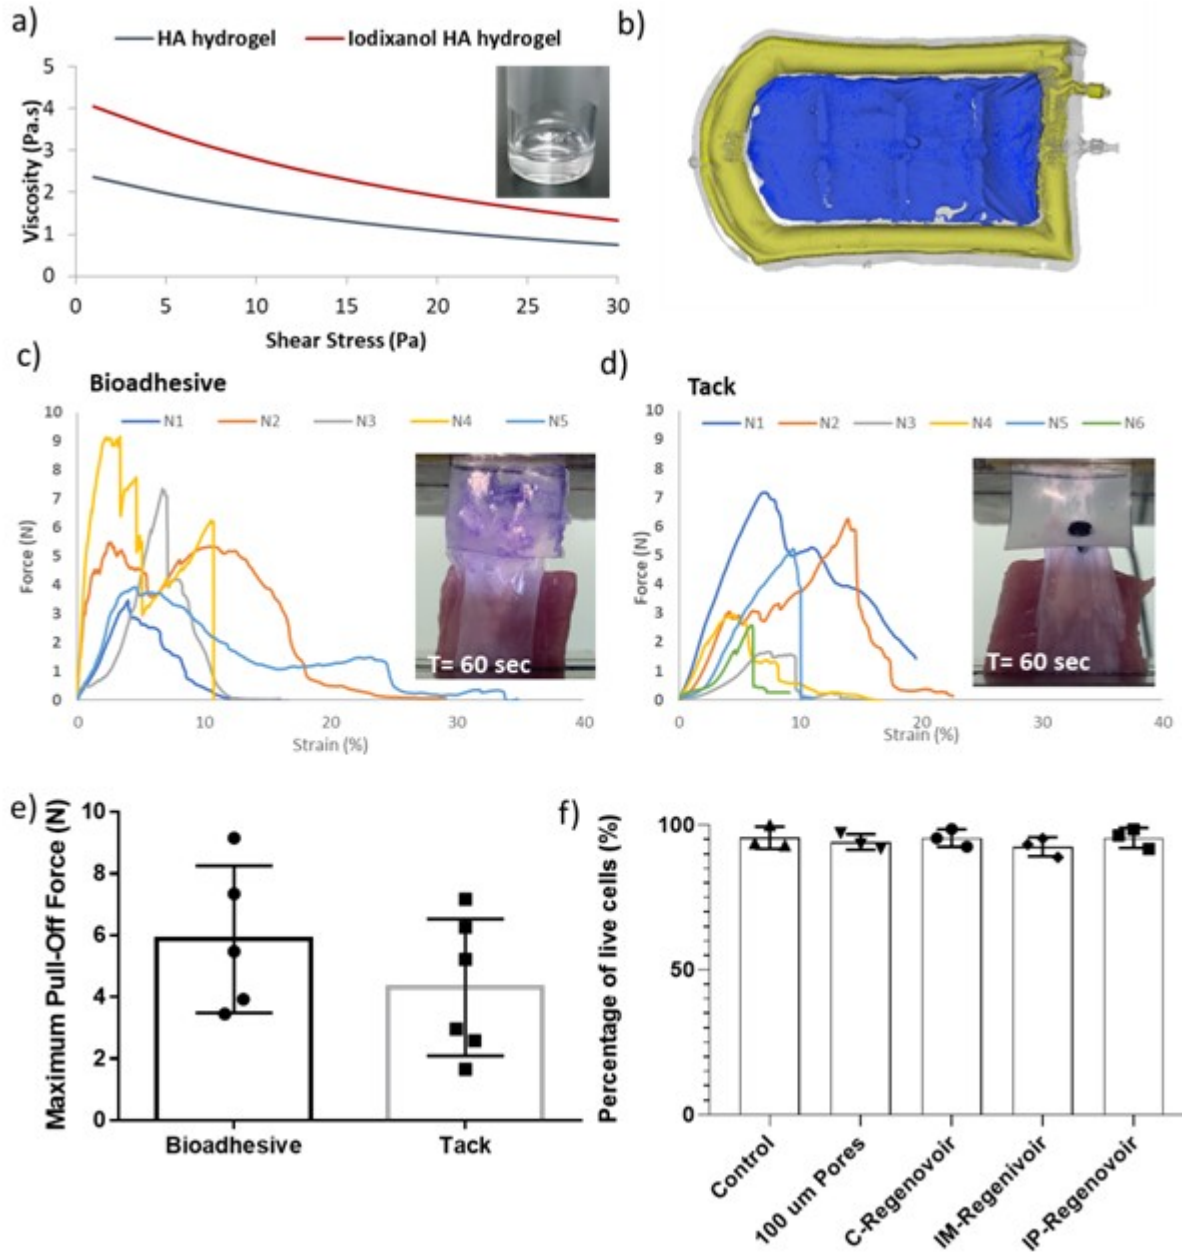 a)
HA hydrogel
Iodixanol HA hydrogel
Viscosity (Pa.s)
5
4
3
2
1
0
0 5 10 15 20 25 30
Shear Stress (Pa)
b)
c)
Bioadhesive
N1 N2 N3 N4 N5
Force (N)
10
9
8
7
6
5
4
3
2
1
0
0 10 20 30 40
Strain (%)
T= 60 sec
d)
Tack
N1 N2 N3 N4 N5 N6
Force (N)
10
9
8
7
6
5
4
3
2
1
0
0 10 20 30 40
Strain (%)
T= 60 sec
e)
Maximum Pull-Off Force (N)
10
8
6
4
2
0
Bioadhesive Tack
f)
Percentage of live cells (%)
100
50
0
Control
100 um Pores
C-Regenovoir
IM-Regenivoir
IP-Regenovoir